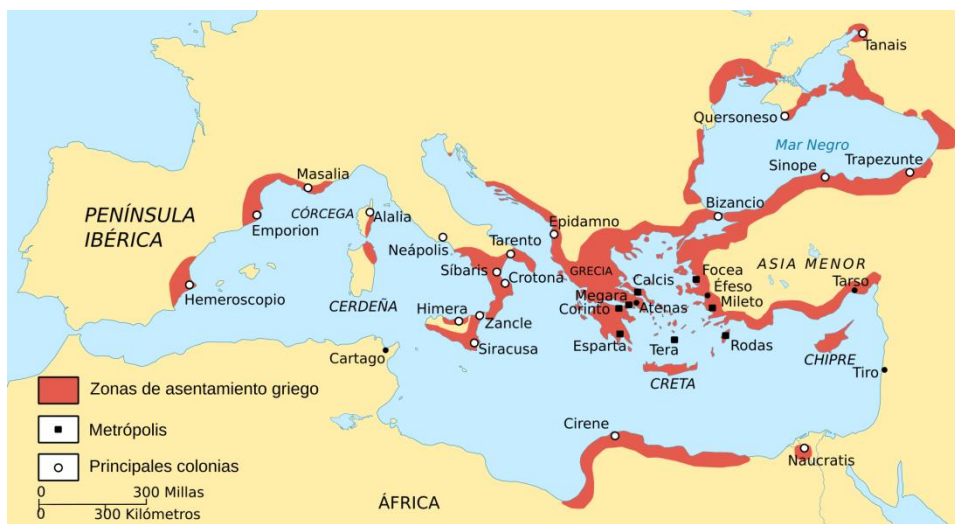 Tanais
Quersoneso
Mar Negro
Sinope
Trapezunte
Masalia
CÓRCEGA
Alalia
PENÍNSULA
IBÉRICA
Emporion
Epidamno
Bizancio
Neápolis
Tarento
Síbaris
Crotona
GRECIA
Calcis
Focea
ASIA MENOR
Éfeso
Tarso
Hemeroscopio
CERDEÑA
Himera
Zancle
Megara
Corinto
Atenas
Mileto
Siracusa
Esparta
Tera
Rodas
CHIPRE
Cartago
CRETA
Tiro
Zonas de asentamiento griego
Metrópolis
Cirene
Principales colonias
Naucratis
0 300 Millas
0 300 Kilómetros
ÁFRICA